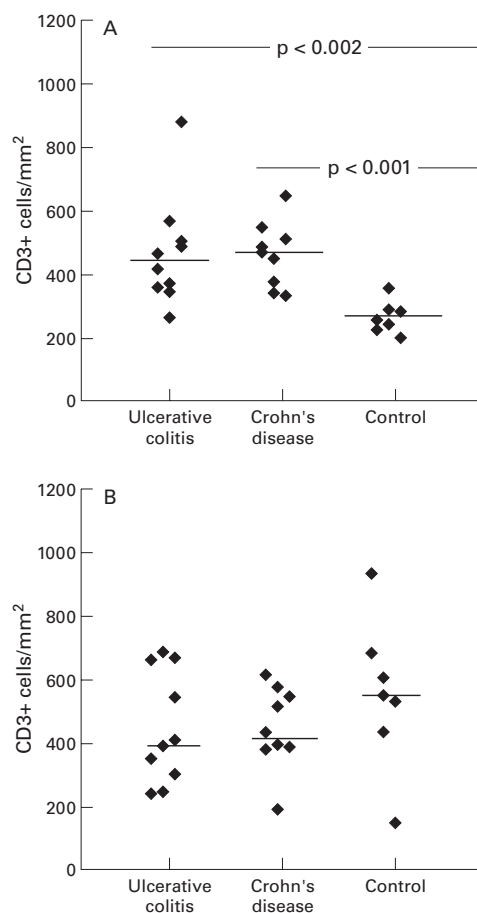 A
1200
p < 0.002
1000
800
p < 0.001
600
400
200
0
CD3+ cells/mm²
Ulcerative colitis
Crohn's disease
Control
B
1200
1000
800
600
400
200
0
CD3+ cells/mm²
Ulcerative colitis
Crohn's disease
Control